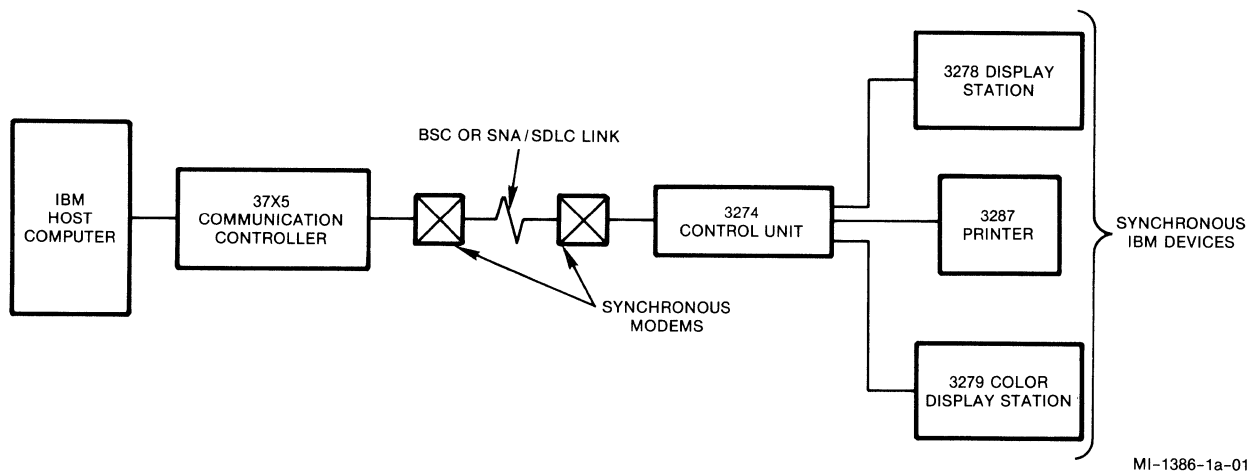 IBM
HOST
COMPUTER
37X5
COMMUNICATION
CONTROLLER
BSC OR SNA/SDLC LINK
SYNCHRONOUS
MODEMS
3274
CONTROL UNIT
3278 DISPLAY
STATION
3287
PRINTER
3279 COLOR
DISPLAY STATION
SYNCHRONOUS
IBM DEVICES
MI-1386-1a-01